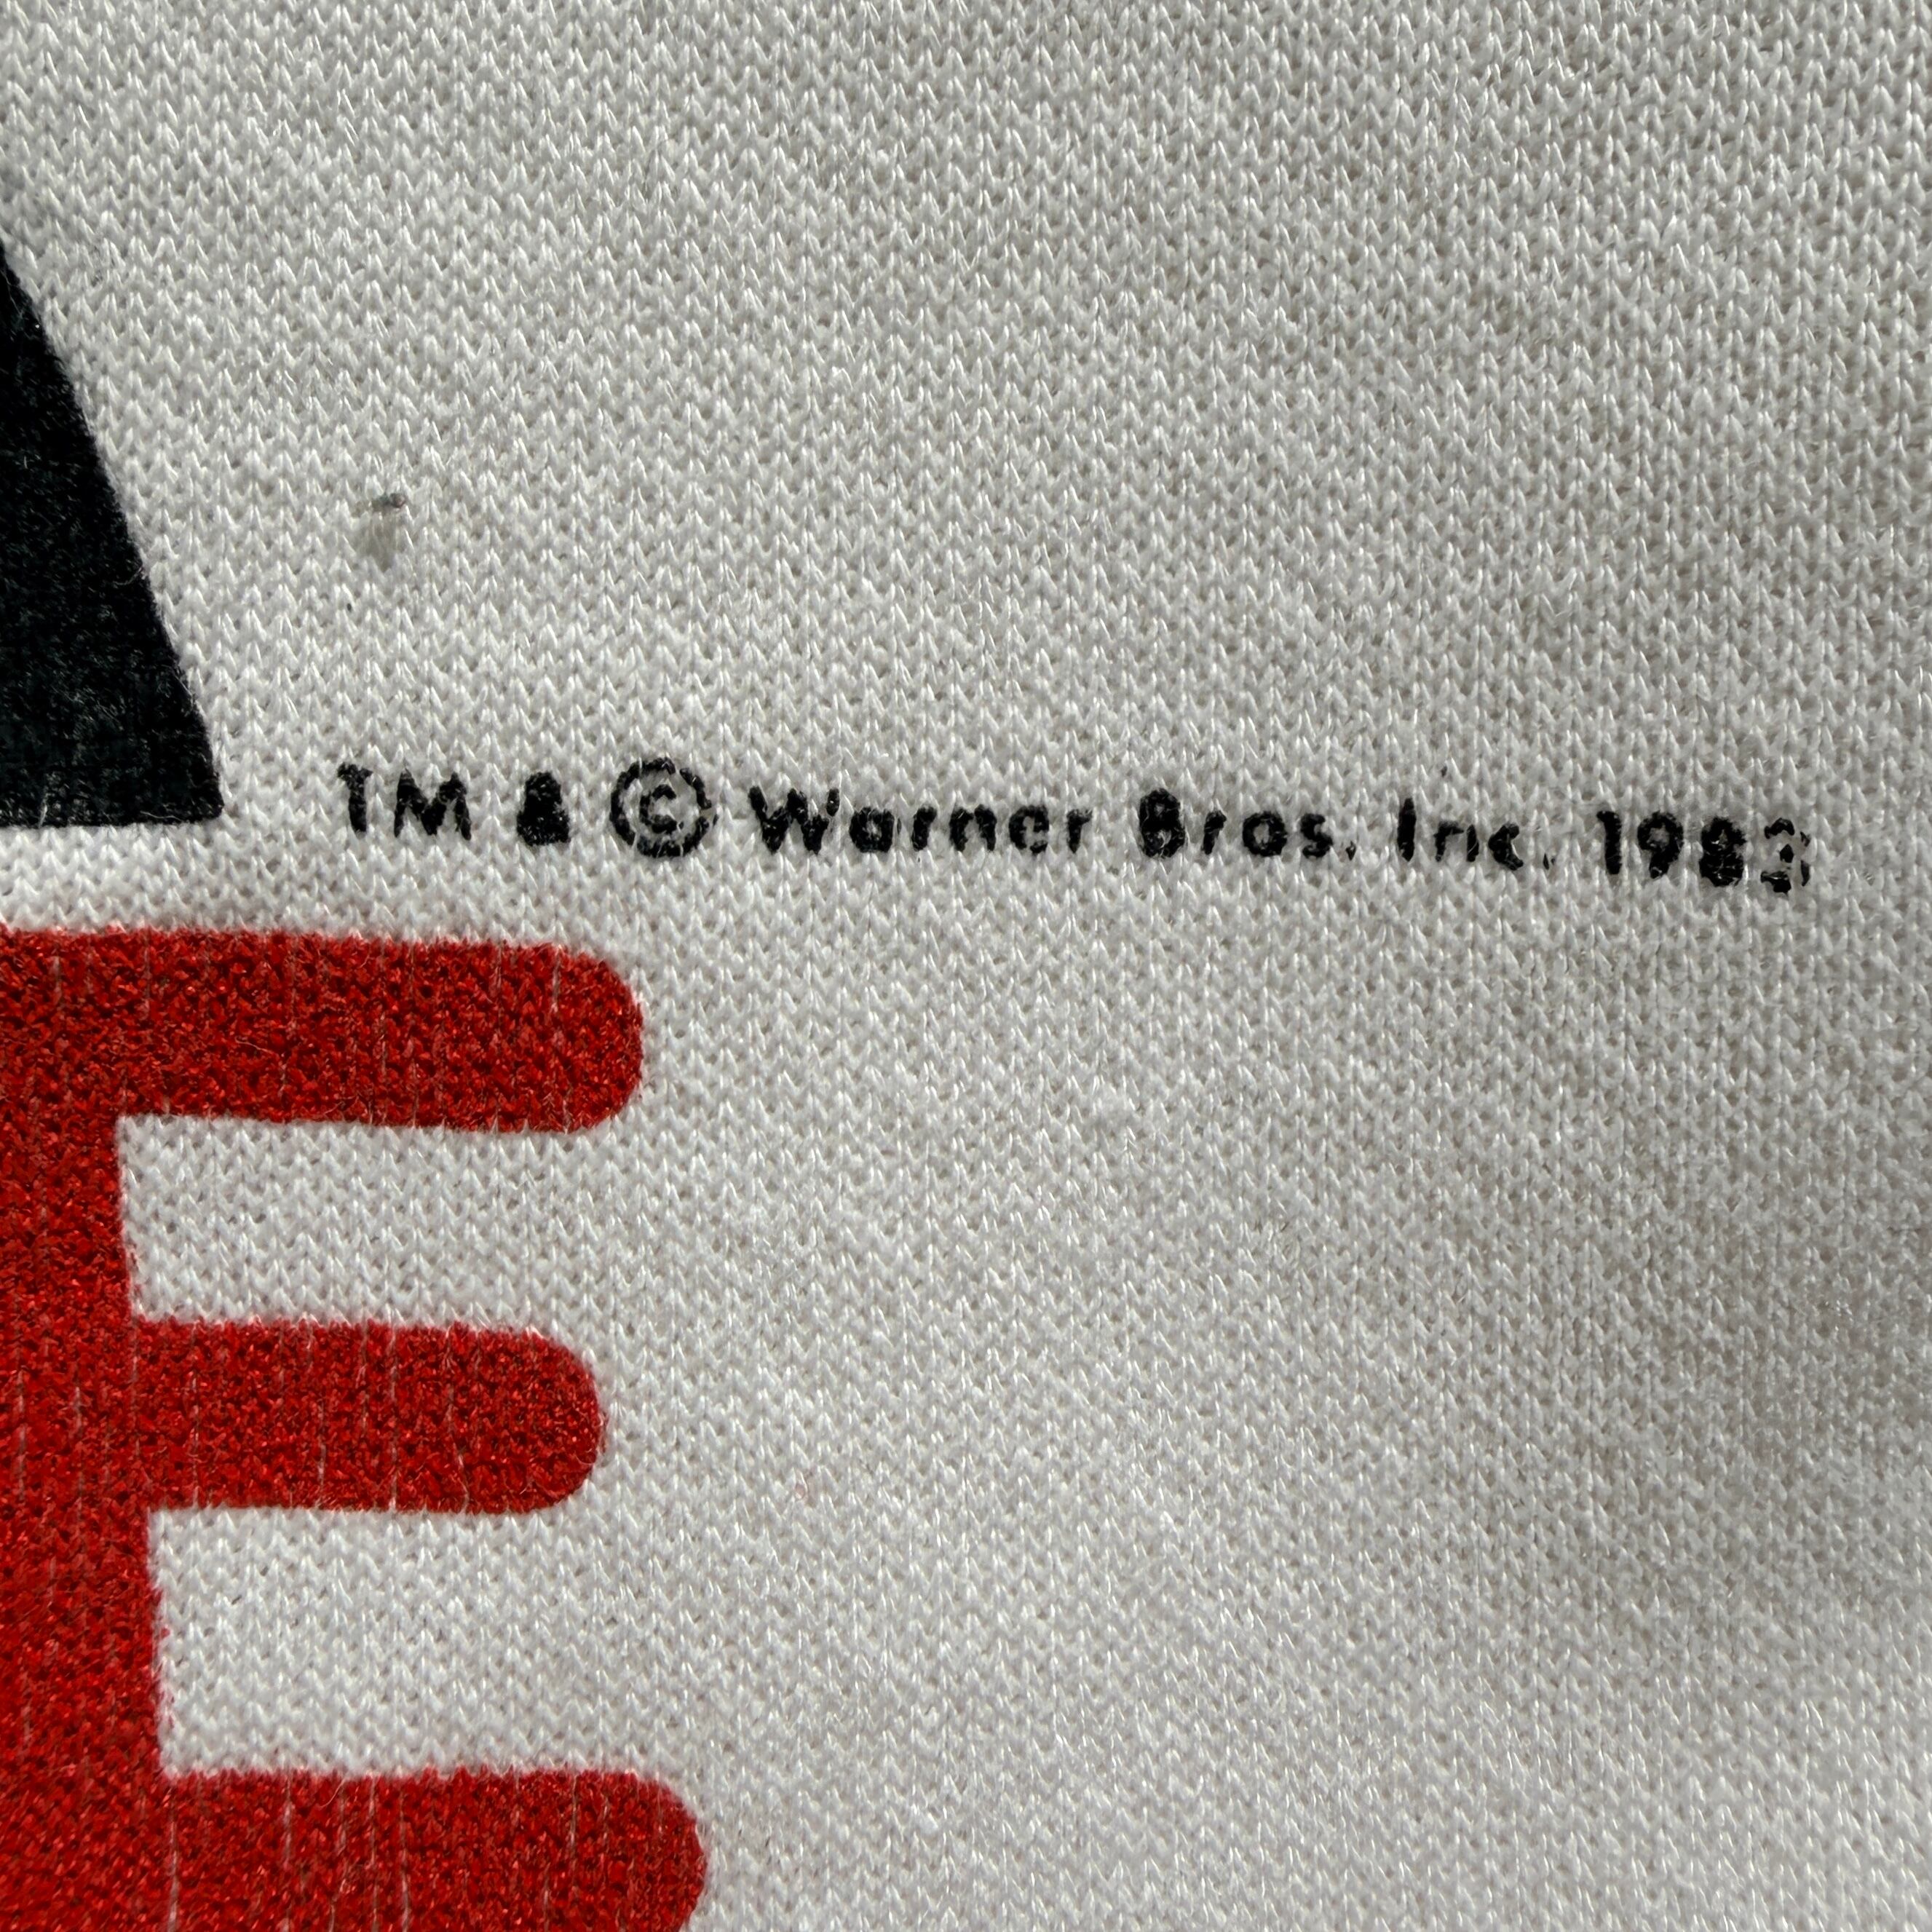 TM & © Warner Bros. Inc. 1983